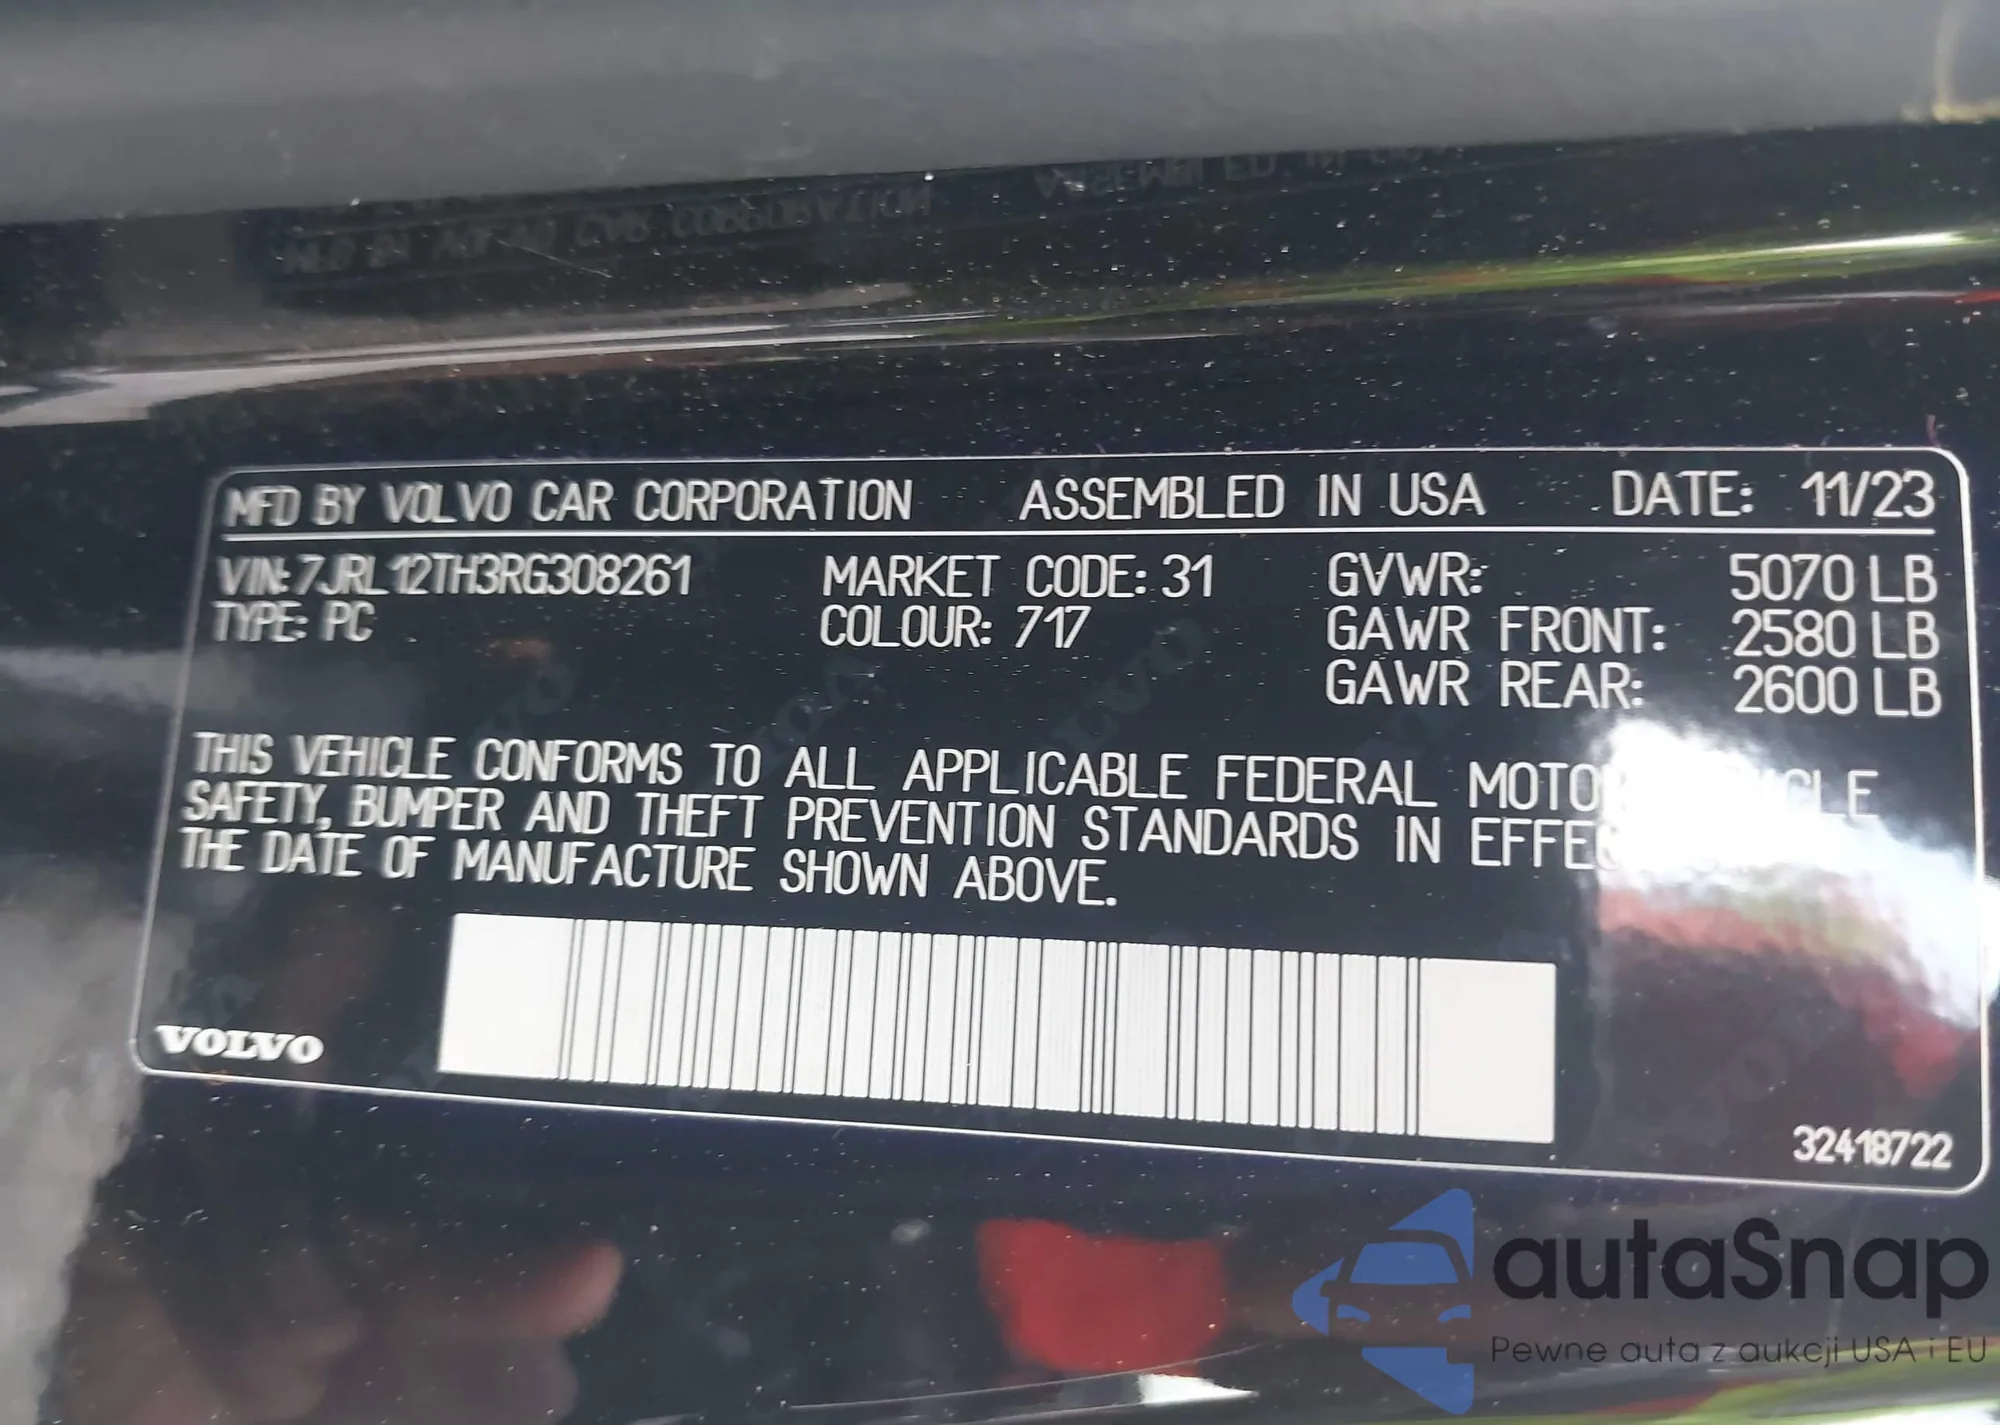 MFD BY VOLVO CAR CORPORATION ASSEMBLED IN USA DATE: 11/23
VIN: 7JRL12TH3RG308261 MARKET CODE: 31 GVWR: 5070 LB
TYPE: PC COLOUR: 717 GAWR FRONT: 2580 LB
GAWR REAR: 2600 LB
THIS VEHICLE CONFORMS TO ALL APPLICABLE FEDERAL MOTOR VEHICLE
SAFETY, BUMPER AND THEFT PREVENTION STANDARDS IN EFFECT
THE DATE OF MANUFACTURE SHOWN ABOVE.
VOLVO
32418722
autaSnap
Pewne auta z aukcji USA i EU